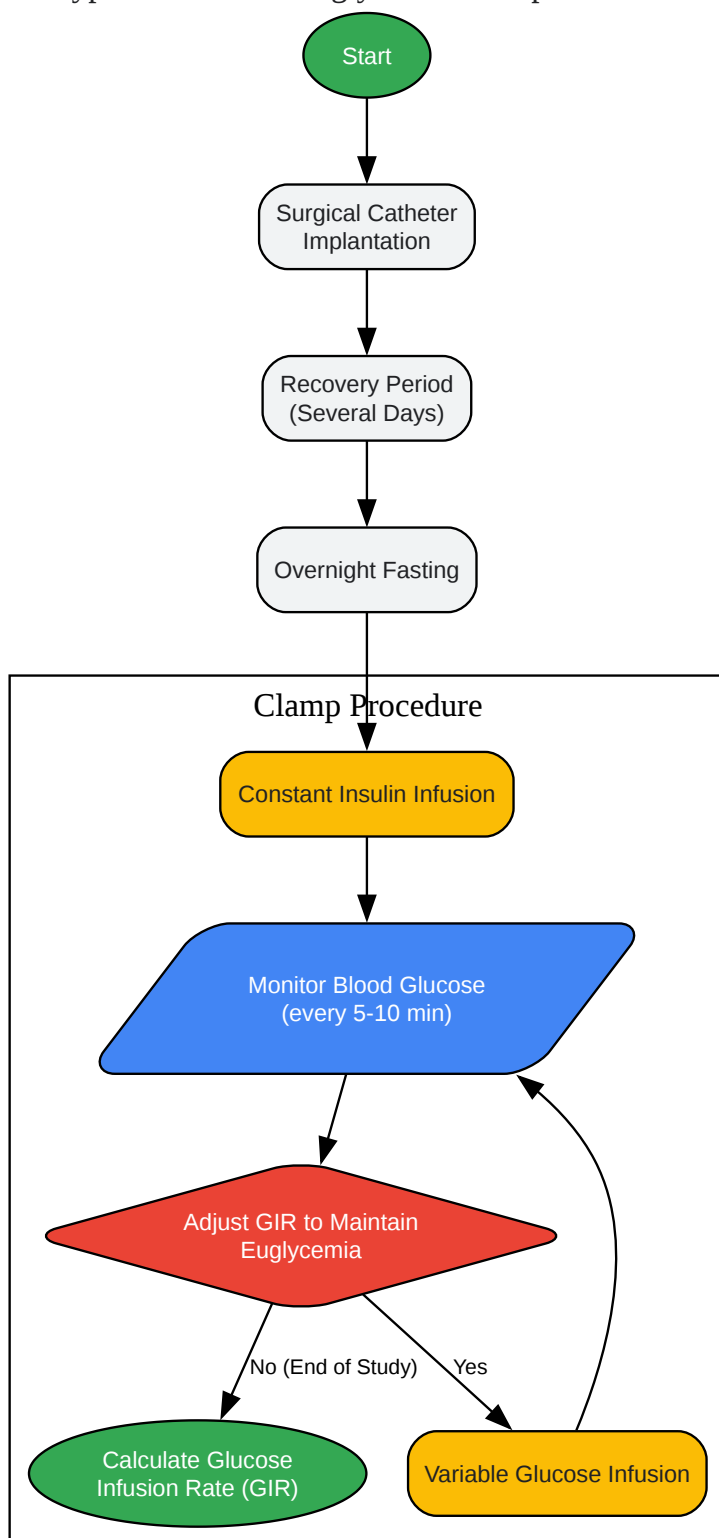 Start
Surgical Catheter
Implantation
Recovery Period
(Several Days)
Overnight Fasting
Clamp Procedure
Constant Insulin Infusion
Monitor Blood Glucose
(every 5-10 min)
Adjust GIR to Maintain
Euglycemia
No (End of Study)
Yes
Calculate Glucose
Infusion Rate (GIR)
Variable Glucose Infusion